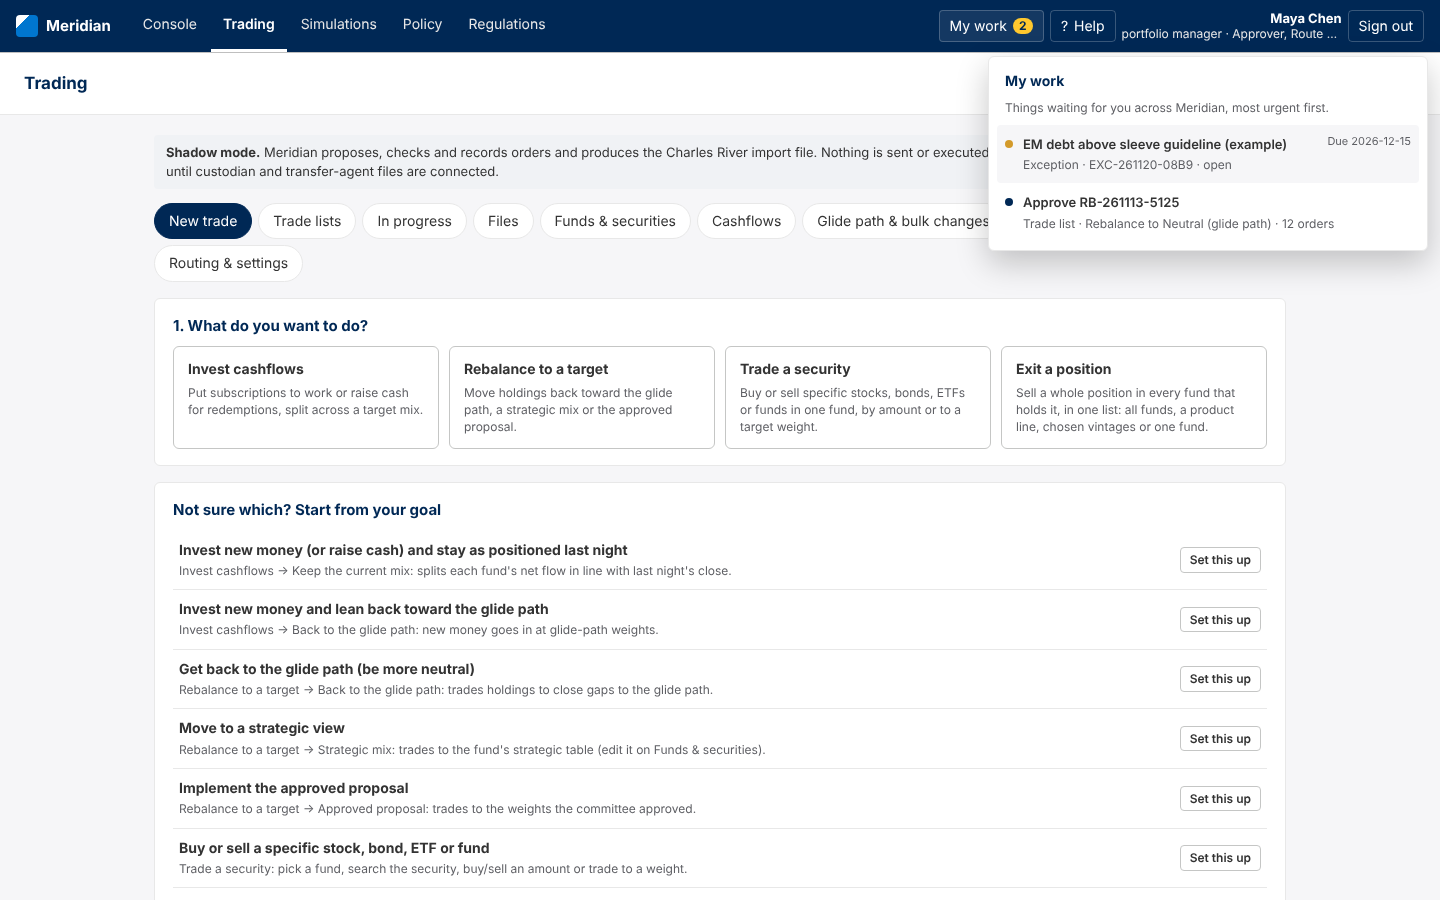 Meridian
Console
Trading
Simulations
Policy
Regulations
My work 2
? Help
Maya Chen
portfolio manager · Approver, Route ...
Sign out
Trading
My work
Things waiting for you across Meridian, most urgent first.
EM debt above sleeve guideline (example)
Due 2026-12-15
Exception · EXC-261120-08B9 · open
Approve RB-261113-5125
Trade list · Rebalance to Neutral (glide path) · 12 orders
Shadow mode. Meridian proposes, checks and records orders and produces the Charles River import file. Nothing is sent or executed
until custodian and transfer-agent files are connected.
New trade
Trade lists
In progress
Files
Funds & securities
Cashflows
Glide path & bulk changes
Routing & settings
1. What do you want to do?
Invest cashflows
Put subscriptions to work or raise cash
for redemptions, split across a target mix.
Rebalance to a target
Move holdings back toward the glide
path, a strategic mix or the approved
proposal.
Trade a security
Buy or sell specific stocks, bonds, ETFs
or funds in one fund, by amount or to a
target weight.
Exit a position
Sell a whole position in every fund that
holds it, in one list: all funds, a product
line, chosen vintages or one fund.
Not sure which? Start from your goal
Invest new money (or raise cash) and stay as positioned last night
Invest cashflows → Keep the current mix: splits each fund's net flow in line with last night's close.
Set this up
Invest new money and lean back toward the glide path
Invest cashflows → Back to the glide path: new money goes in at glide-path weights.
Set this up
Get back to the glide path (be more neutral)
Rebalance to a target → Back to the glide path: trades holdings to close gaps to the glide path.
Set this up
Move to a strategic view
Rebalance to a target → Strategic mix: trades to the fund's strategic table (edit it on Funds & securities).
Set this up
Implement the approved proposal
Rebalance to a target → Approved proposal: trades to the weights the committee approved.
Set this up
Buy or sell a specific stock, bond, ETF or fund
Trade a security: pick a fund, search the security, buy/sell an amount or trade to a weight.
Set this up